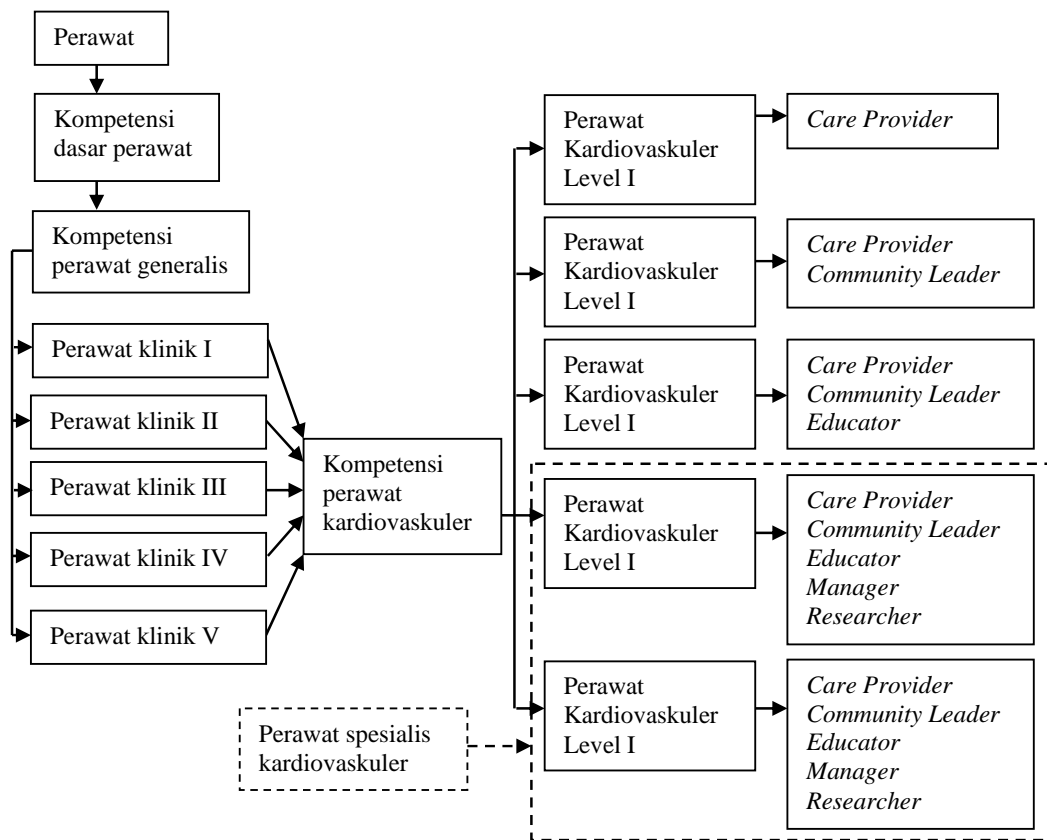 Perawat
Kompetensi
dasar perawat
Kompetensi
perawat generalis
Perawat klinik I
Perawat klinik II
Perawat klinik III
Perawat klinik IV
Perawat klinik V
Kompetensi
perawat
kardiovaskuler
Perawat spesialis
kardiovaskuler
Perawat
Kardiovaskuler
Level I
Care Provider
Perawat
Kardiovaskuler
Level I
Care Provider
Community Leader
Perawat
Kardiovaskuler
Level I
Care Provider
Community Leader
Educator
Perawat
Kardiovaskuler
Level I
Care Provider
Community Leader
Educator
Manager
Researcher
Perawat
Kardiovaskuler
Level I
Care Provider
Community Leader
Educator
Manager
Researcher